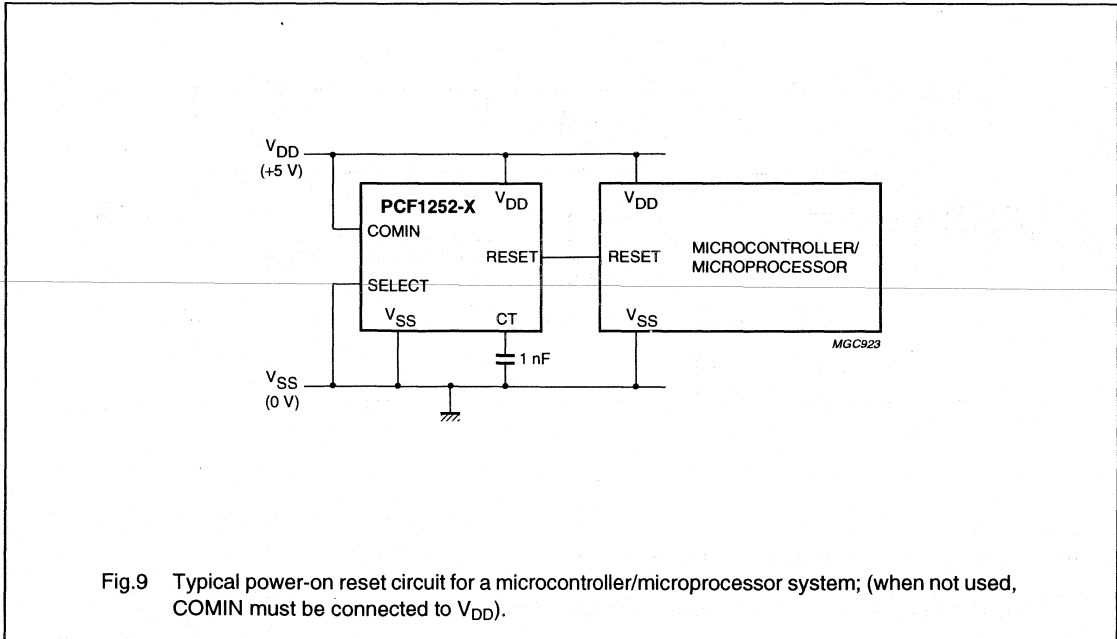 VDD
(+5 V)
PCF1252-X
VDD
COMIN
RESET
SELECT
VSS
CT
1 nF
VDD
RESET
MICROCONTROLLER/
MICROPROCESSOR
VSS
MGC923
VSS
(0 V)
Fig.9 Typical power-on reset circuit for a microcontroller/microprocessor system; (when not used,
COMIN must be connected to VDD).